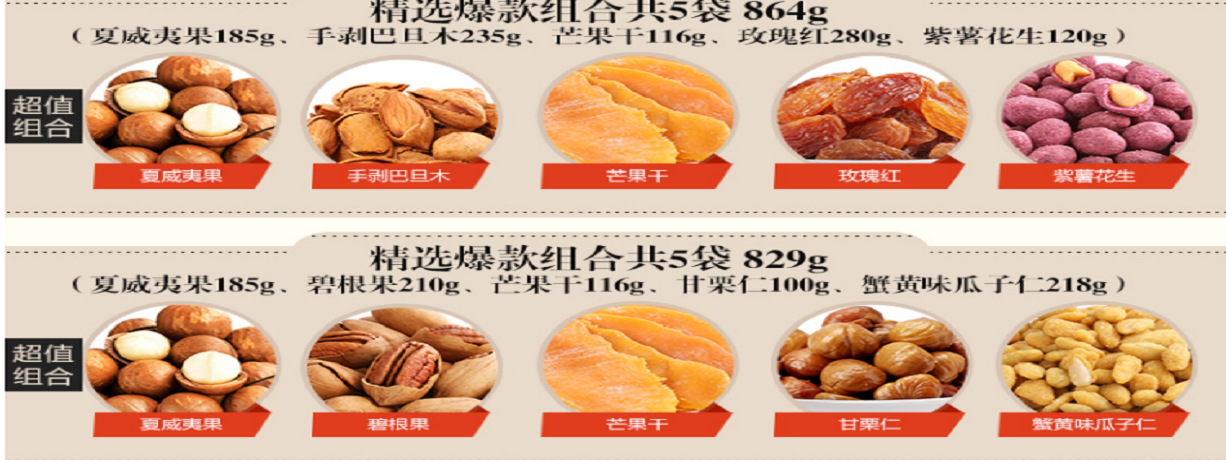 精选爆款组合共5袋 864g
（夏威夷果185g、手剥巴旦木235g、芒果干116g、玫瑰红280g、紫薯花生120g）
超值
组合
夏威夷果 手剥巴旦木 芒果干 玫瑰红 紫薯花生
精选爆款组合共5袋 829g
（夏威夷果185g、碧根果210g、芒果干116g、甘栗仁100g、蟹黄味瓜子仁218g）
超值
组合
夏威夷果 碧根果 芒果干 甘栗仁 蟹黄味瓜子仁